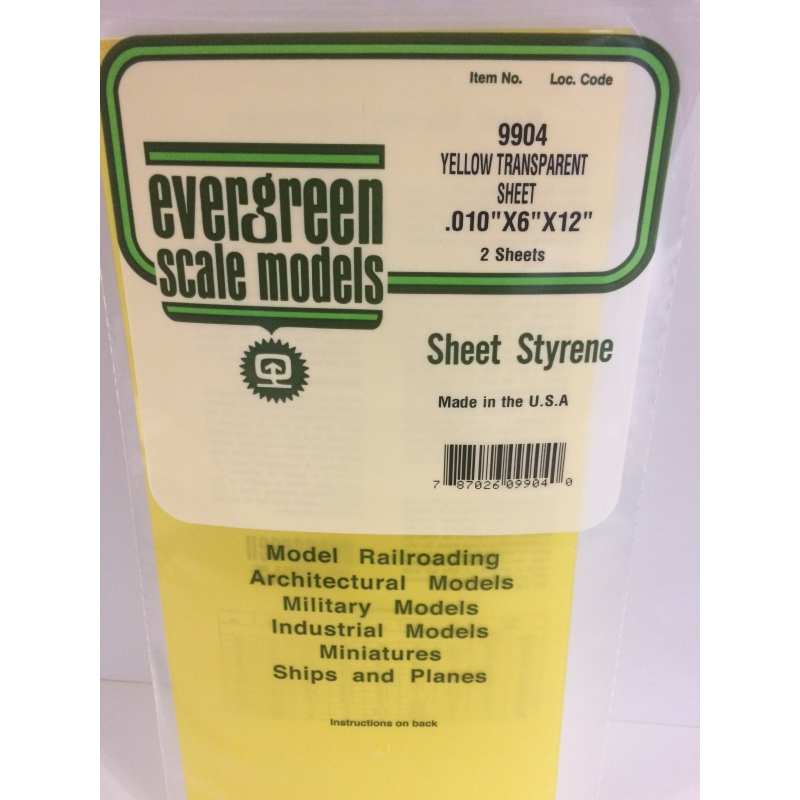 Item No. Loc. Code
9904
YELLOW TRANSPARENT
SHEET
.010"X6"X12"
2 Sheets
evergreen
scale models
Sheet Styrene
Made in the U.S.A
7 87026 09904 0
Model Railroading
Architectural Models
Military Models
Industrial Models
Miniatures
Ships and Planes
Instructions on back